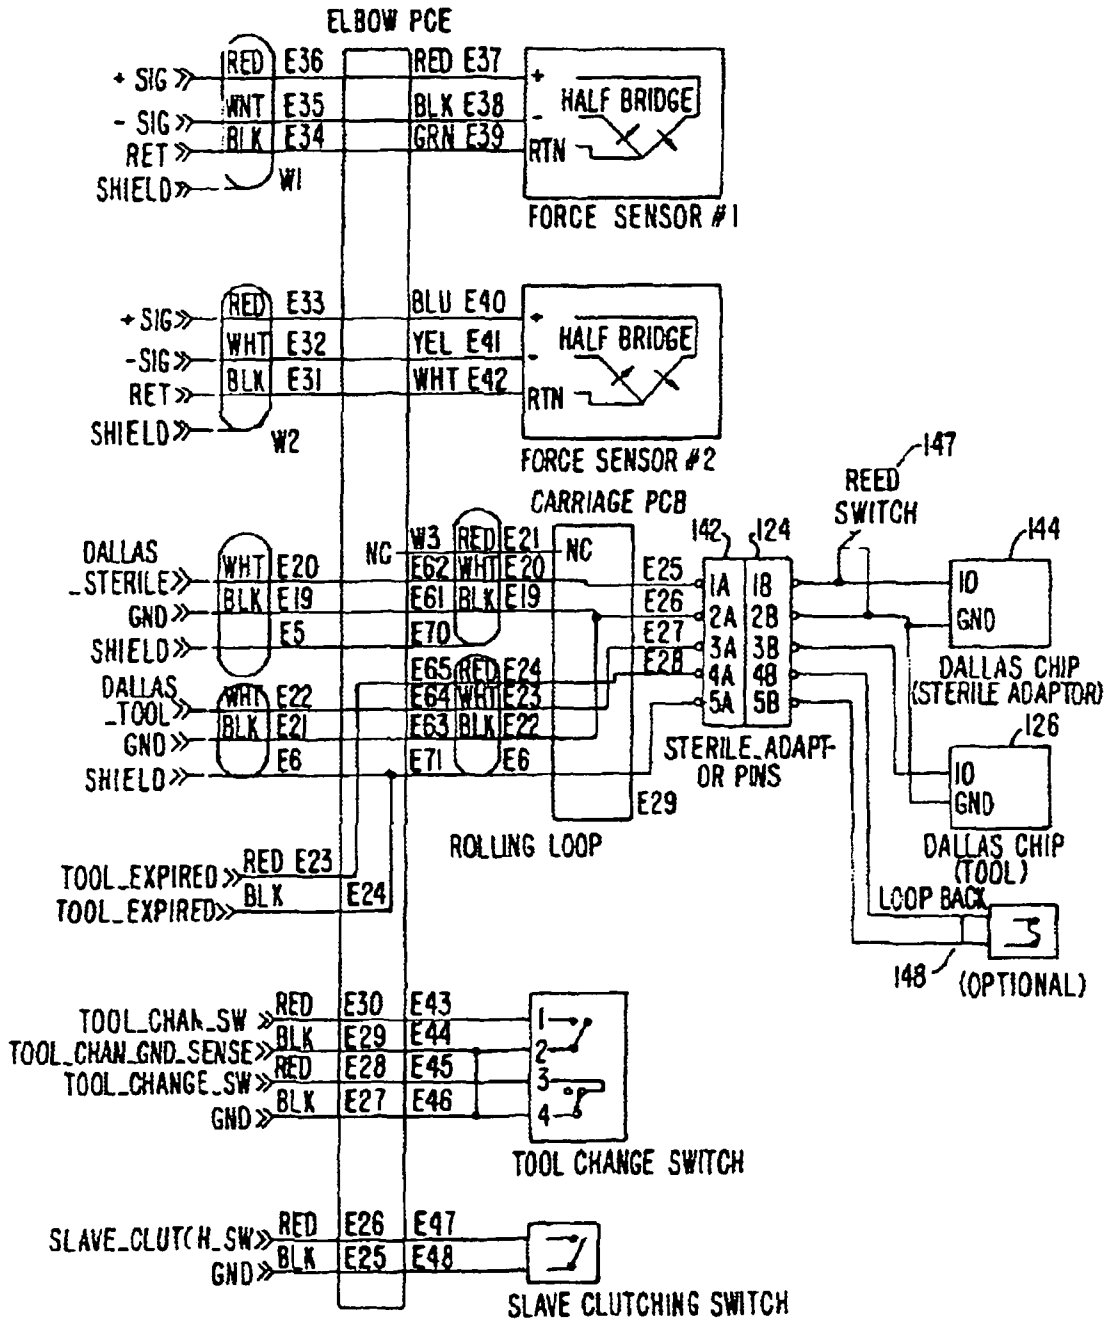 ELBOW PCE
+ SIG RED E36 RED E37 +
- SIG WNT E35 BLK E38 -
RET BLK E34 GRN E39 RTN
HALF BRIDGE
SHIELD W1
FORCE SENSOR #1
+ SIG RED E33 BLU E40 +
-SIG WHT E32 YEL E41 -
RET BLK E31 WHT E42 RTN
HALF BRIDGE
SHIELD W2
FORCE SENSOR #2
CARRIAGE PCB
147
REED
SWITCH
142 124 144
NC W3 RED E21 NC
DALLAS
_STERILE WHT E20 E62 WHT E20 E25 1A 1B IO
GND BLK E19 E61 BLK E19 E26 2A 2B GND
SHIELD E5 E70 E27 3A 3B
DALLAS CHIP
(STERILE ADAPTOR)
E65 RED E24 E28 4A 4B
DALLAS
_TOOL WHT E22 E64 WHT E23 5A 5B
GND BLK E21 E63 BLK E22
SHIELD E6 E71 E6
STERILE_ADAPT-
OR PINS
126
IO
GND
E29
ROLLING LOOP
DALLAS CHIP
(TOOL)
TOOL_EXPIRED RED E23
TOOL_EXPIRED BLK E24
LOOP BACK
148
(OPTIONAL)
TOOL_CHAN_SW RED E30 E43 1
TOOL_CHAN_GND_SENSE BLK E29 E44 2
TOOL_CHANGE_SW RED E28 E45 3
GND BLK E27 E46 4
TOOL CHANGE SWITCH
SLAVE_CLUTCH_SW RED E26 E47
GND BLK E25 E48
SLAVE CLUTCHING SWITCH